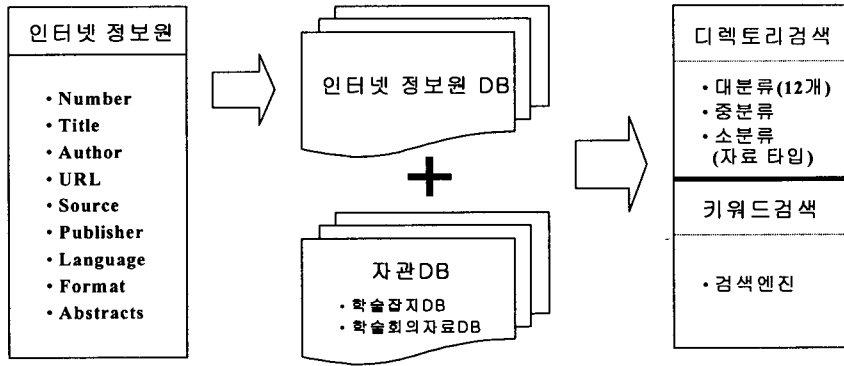 인터넷 정보원
• Number
• Title
• Author
• URL
• Source
• Publisher
• Language
• Format
• Abstracts
인터넷 정보원 DB
+
자관DB
• 학술잡지DB
• 학술회의자료DB
디렉토리검색
• 대분류(12개)
• 중분류
• 소분류
(자료 타입)
키워드검색
• 검색엔진